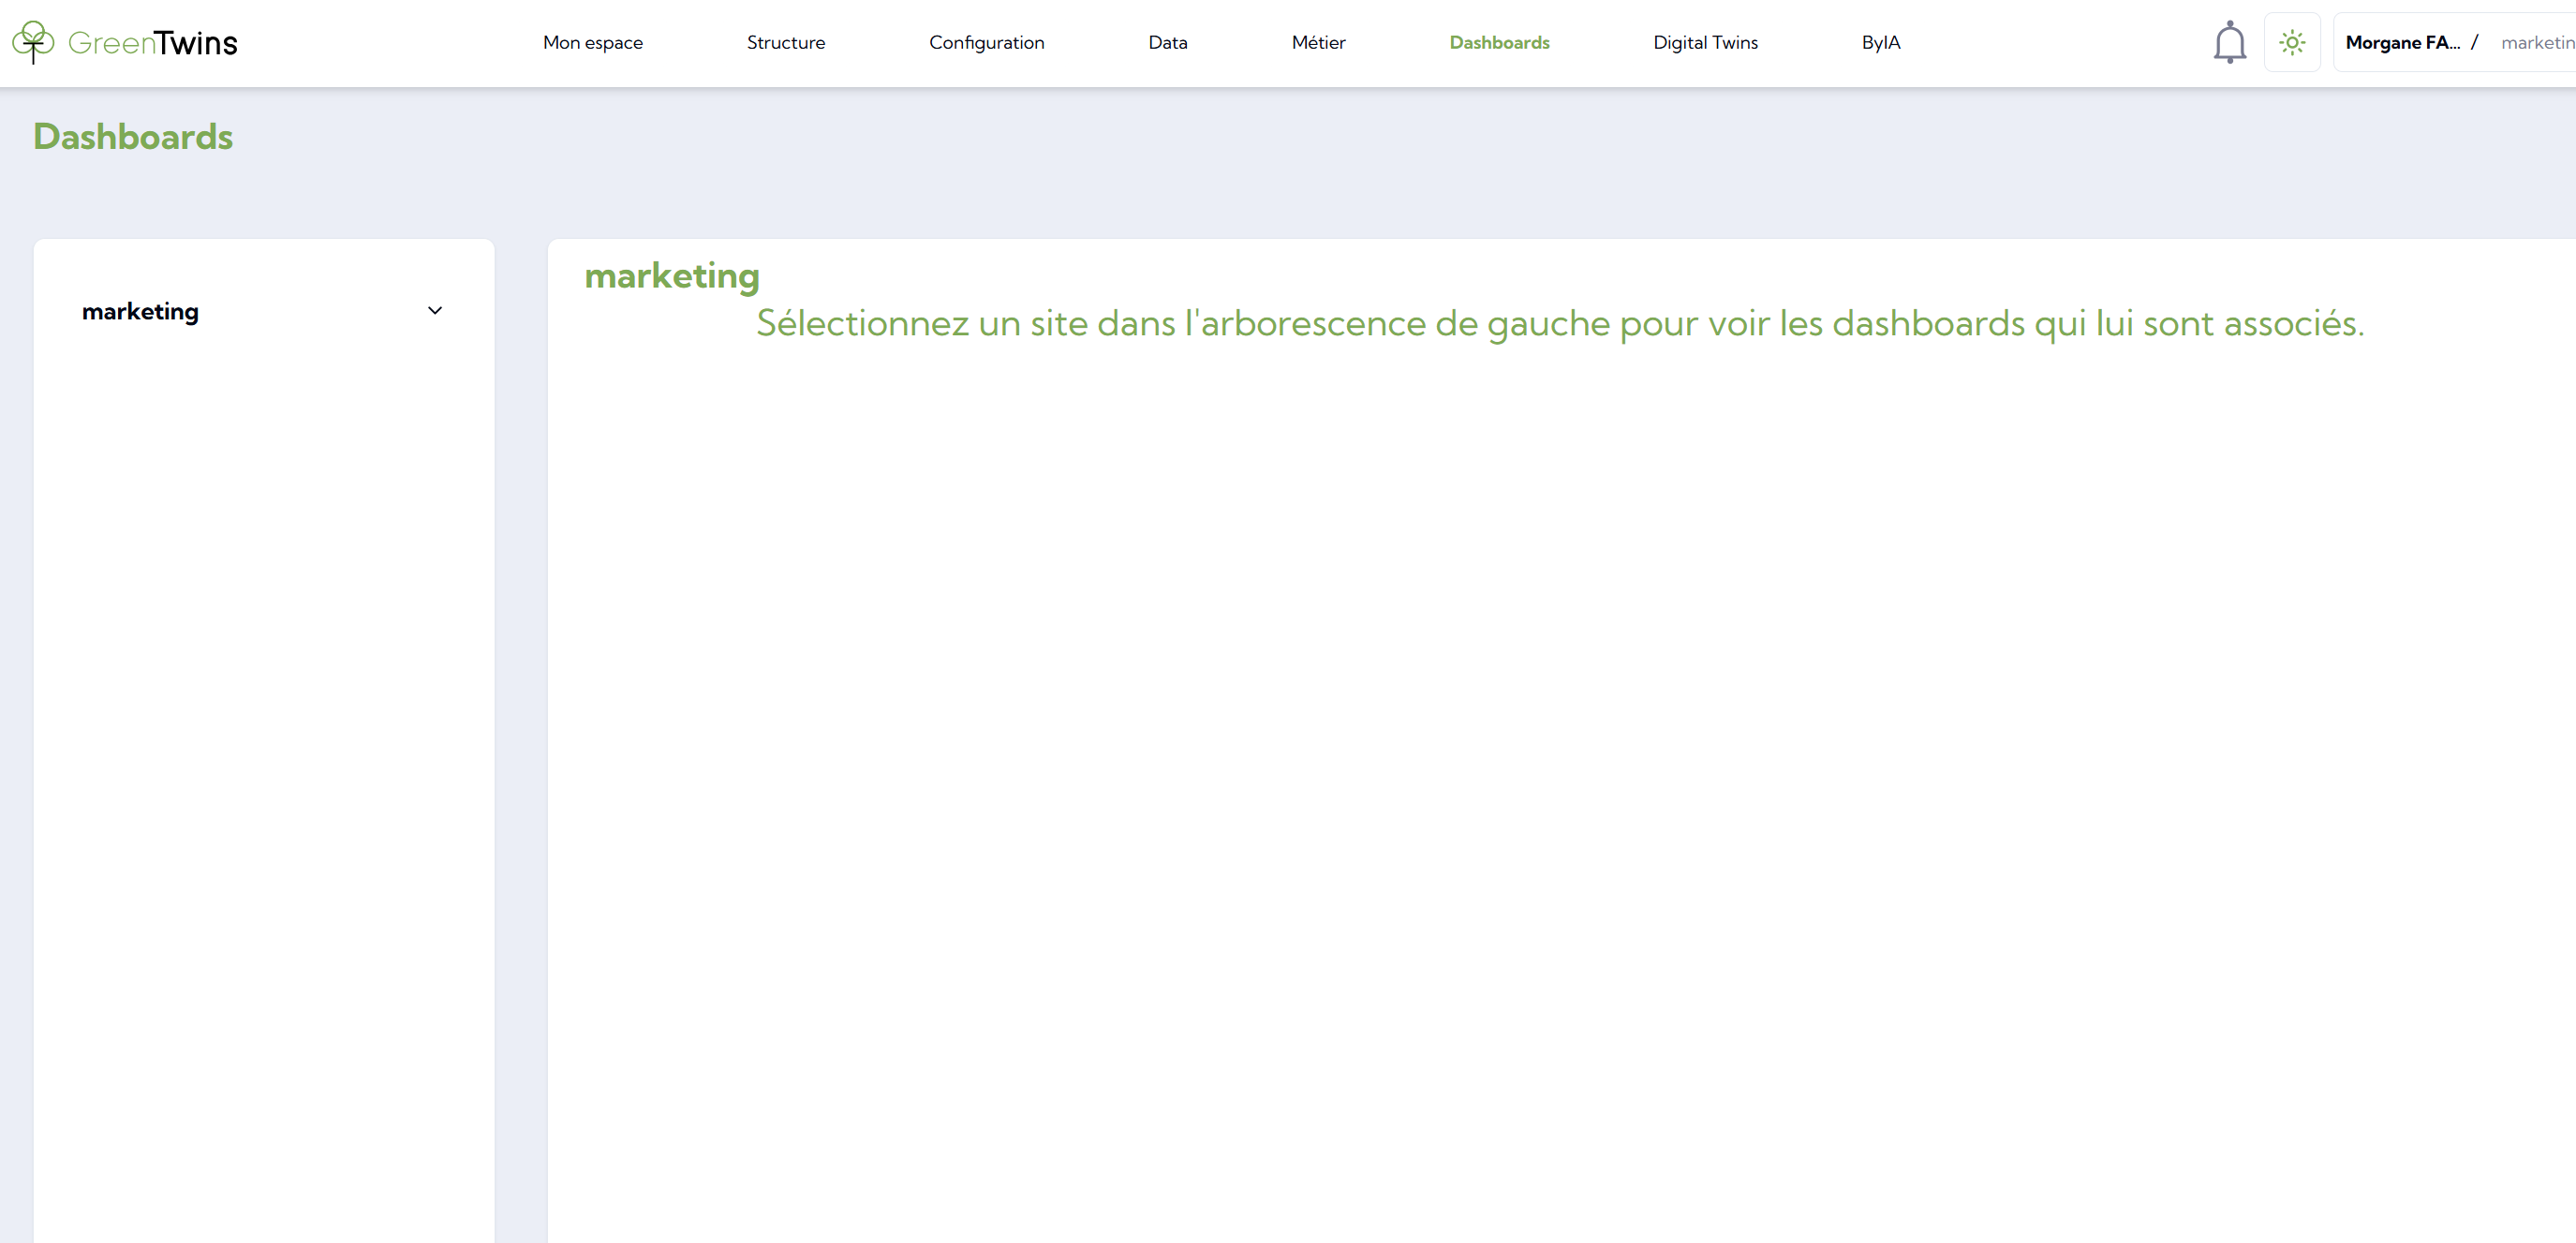 GreenTwins
Mon espace
Structure
Configuration
Data
Métier
Dashboards
Digital Twins
ByIA
Morgane FA... / marketin
Dashboards
marketing
marketing
Sélectionnez un site dans l'arborescence de gauche pour voir les dashboards qui lui sont associés.